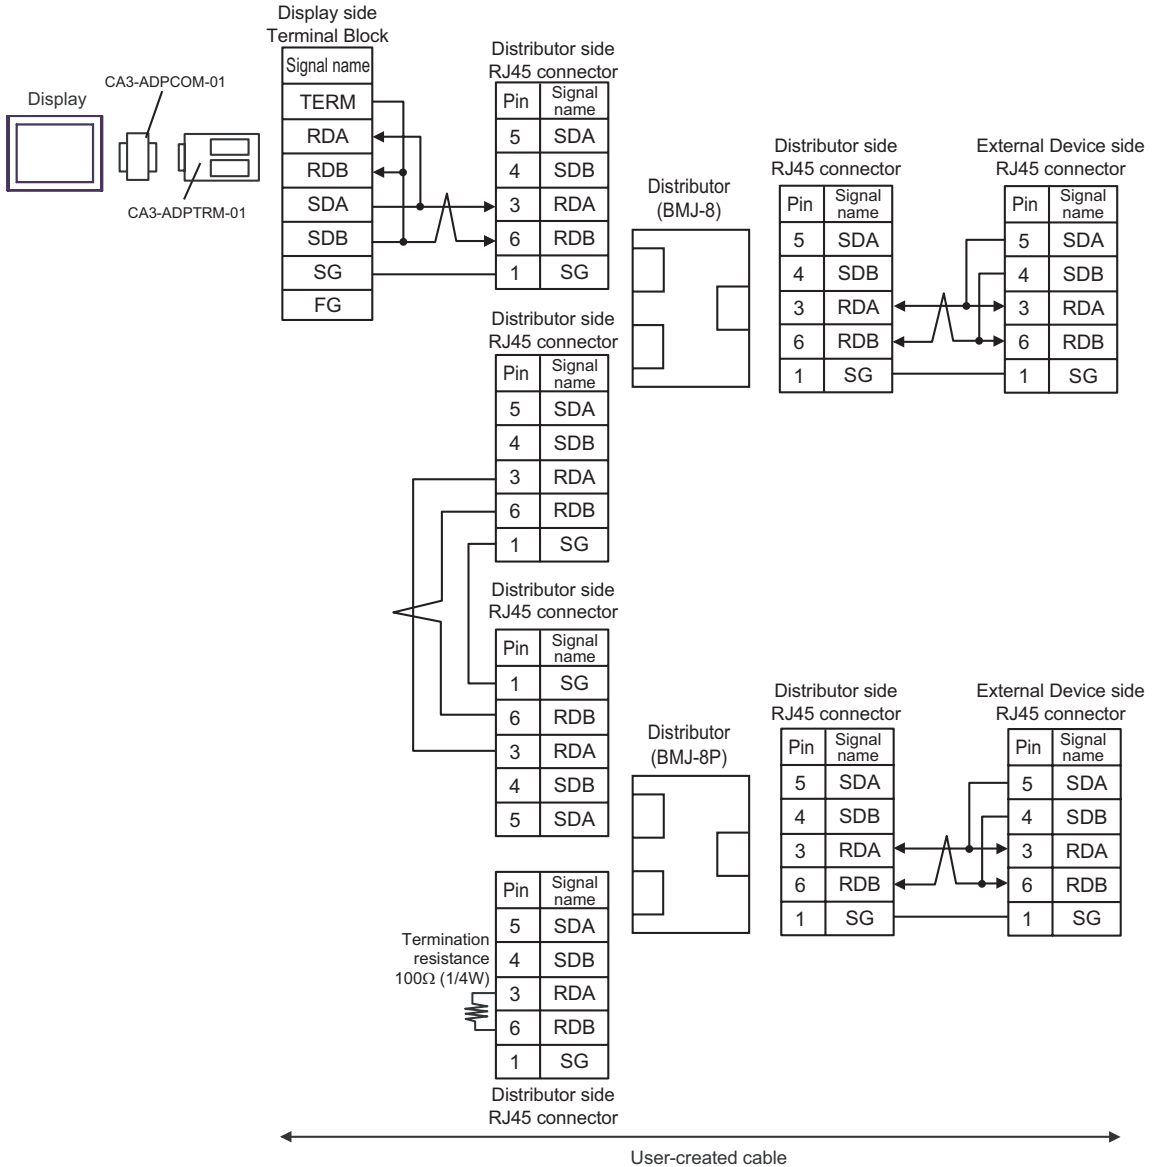 Display
CA3-ADPCOM-01
CA3-ADPTRM-01
Display side
Terminal Block
Signal name
TERM
RDA
RDB
SDA
SDB
SG
FG
Distributor side
RJ45 connector
Pin Signal name
5 SDA
4 SDB
3 RDA
6 RDB
1 SG
Distributor
(BMJ-8)
Distributor side
RJ45 connector
Pin Signal name
5 SDA
4 SDB
3 RDA
6 RDB
1 SG
External Device side
RJ45 connector
Pin Signal name
5 SDA
4 SDB
3 RDA
6 RDB
1 SG
Distributor side
RJ45 connector
Pin Signal name
5 SDA
4 SDB
3 RDA
6 RDB
1 SG
Distributor side
RJ45 connector
Pin Signal name
1 SG
6 RDB
3 RDA
4 SDB
5 SDA
Distributor
(BMJ-8P)
Distributor side
RJ45 connector
Pin Signal name
5 SDA
4 SDB
3 RDA
6 RDB
1 SG
External Device side
RJ45 connector
Pin Signal name
5 SDA
4 SDB
3 RDA
6 RDB
1 SG
Termination
resistance
100Ω (1/4W)
Pin Signal name
5 SDA
4 SDB
3 RDA
6 RDB
1 SG
Distributor side
RJ45 connector
User-created cable